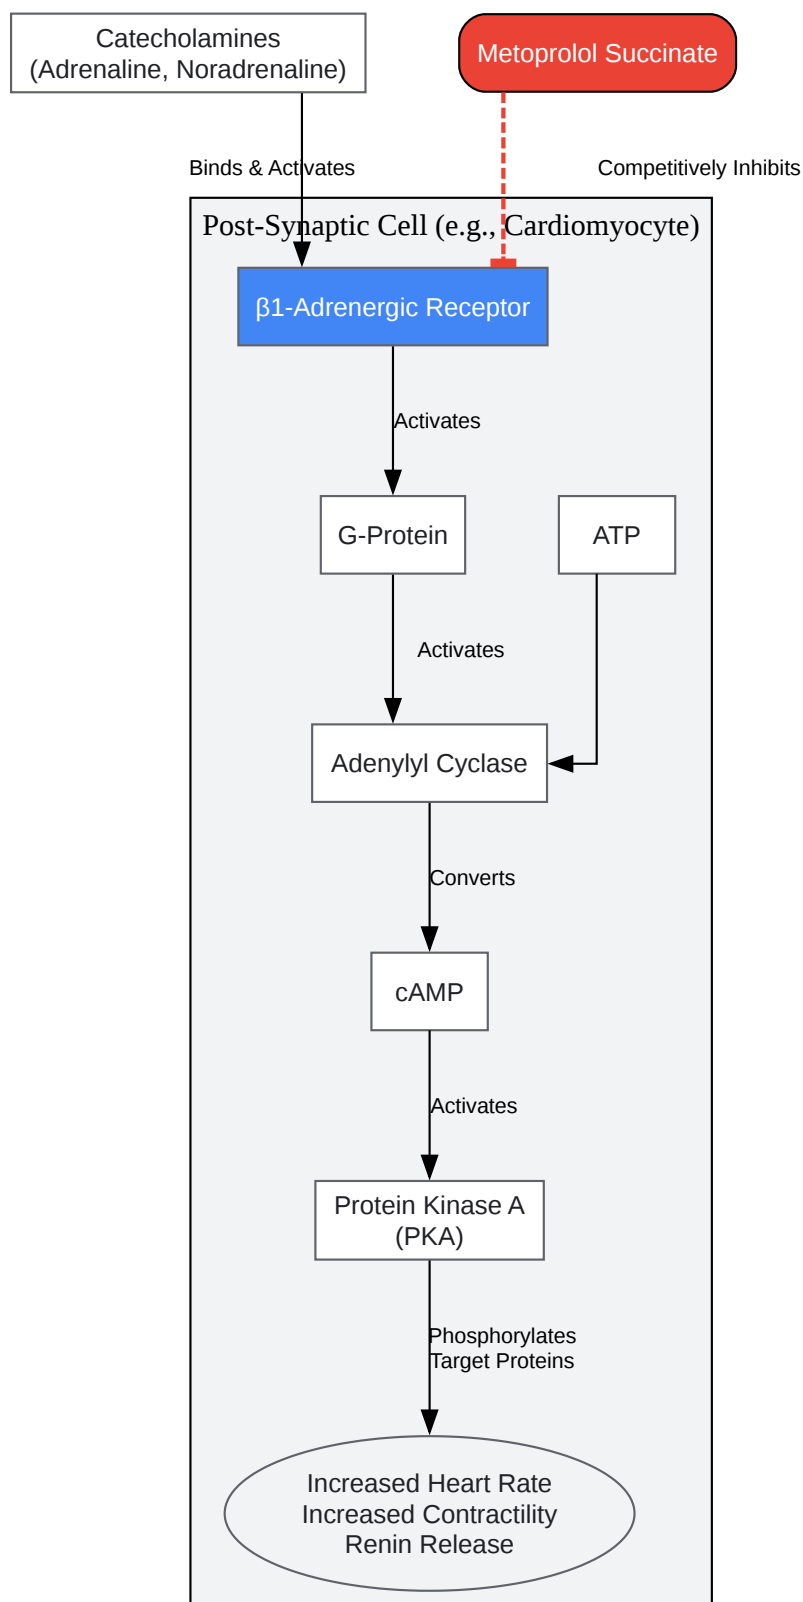 Catecholamines
(Adrenaline, Noradrenaline)
Metoprolol Succinate
Binds & Activates
Competitively Inhibits
Post-Synaptic Cell (e.g., Cardiomyocyte)
β1-Adrenergic Receptor
Activates
G-Protein
ATP
Activates
Adenylyl Cyclase
Converts
cAMP
Activates
Protein Kinase A
(PKA)
Phosphorylates
Target Proteins
Increased Heart Rate
Increased Contractility
Renin Release